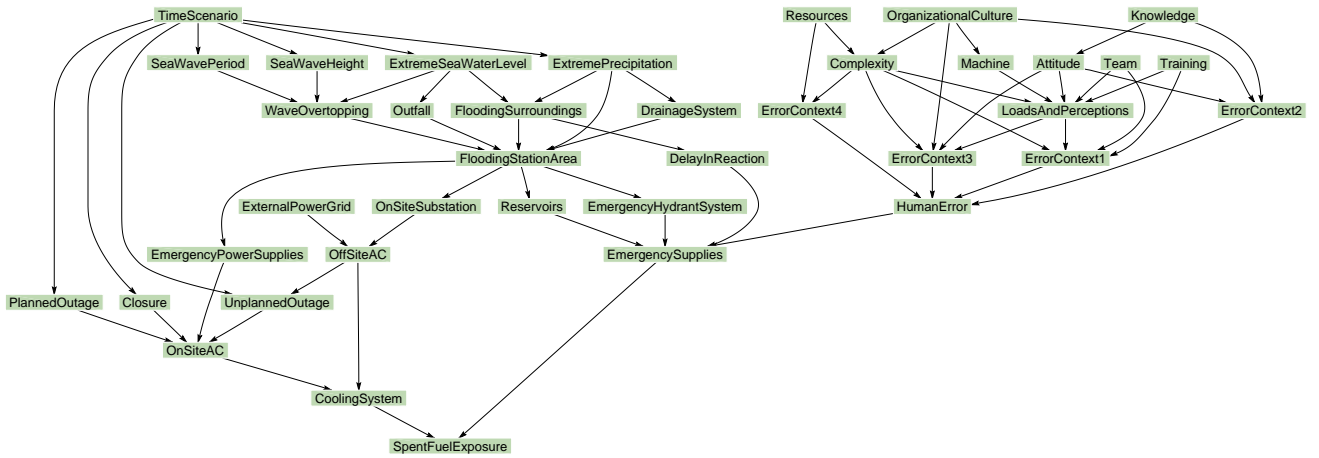 TimeScenario Resources OrganizationalCulture Knowledge
SeaWavePeriod SeaWaveHeight ExtremeSeaWaterLevel ExtremePrecipitation Complexity Machine Attitude Team Training
WaveOvertopping Outfall FloodingSurroundings DrainageSystem ErrorContext4 LoadsAndPerceptions ErrorContext2
FloodingStationArea DelayInReaction ErrorContext3 ErrorContext1
ExternalPowerGrid OnSiteSubstation Reservoirs EmergencyHydrantSystem HumanError
EmergencyPowerSupplies OffSiteAC EmergencySupplies
PlannedOutage Closure UnplannedOutage
OnSiteAC
CoolingSystem
SpentFuelExposure